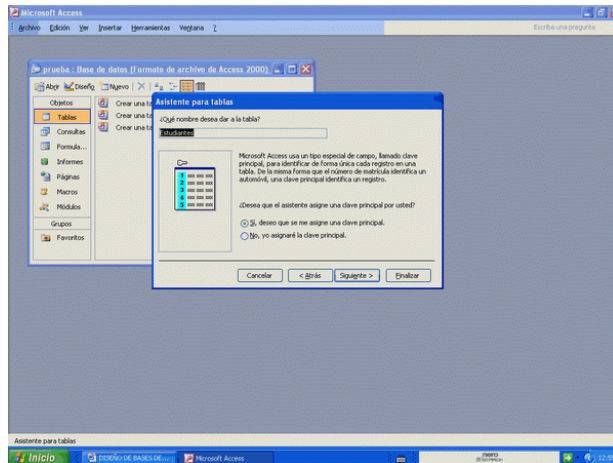 Microsoft Access
Archivo Edición Ver Insertar Herramientas Ventana ?
Escriba una pregunta
prueba : Base de datos (Formato de archivo de Access 2000)
Abrir Diseño Nuevo
Objetos
Tablas
Consultas
Formula...
Informes
Páginas
Macros
Módulos
Grupos
Favoritos
Crear una ta
Crear una ta
Crear una ta
Asistente para tablas
¿Qué nombre desea dar a la tabla?
Estudiantes
1
2
3
4
5
Microsoft Access usa un tipo especial de campo, llamado clave
principal, para identificar de forma única cada registro en una
tabla. De la misma forma que el número de matrícula identifica un
automóvil, una clave principal identifica un registro.
¿Desea que el asistente asigne una clave principal por usted?
Sí, deseo que se me asigne una clave principal.
No, yo asignaré la clave principal.
Cancelar < Atrás Siguiente > Finalizar
Asistente para tablas
Inicio DISEÑO DE BASES DE... Microsoft Access nero